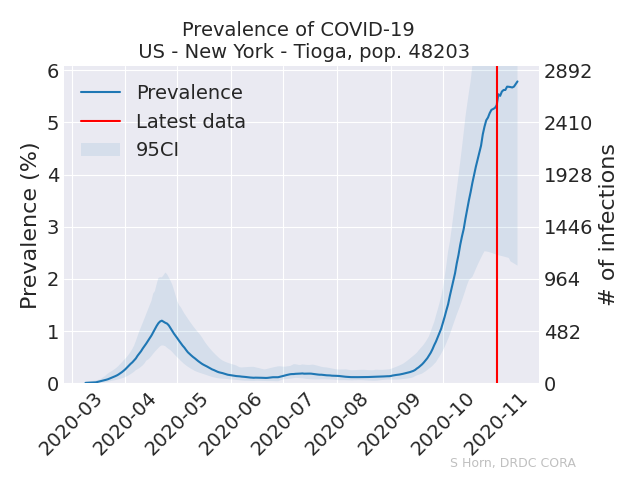 Prevalence of COVID-19
US - New York - Tioga, pop. 48203
Prevalence
Latest data
95CI
Prevalence (%)
6
5
4
3
2
1
0
2892
2410
1928
1446
964
482
0
# of infections
2020-03
2020-04
2020-05
2020-06
2020-07
2020-08
2020-09
2020-10
2020-11
S Horn, DRDC CORA